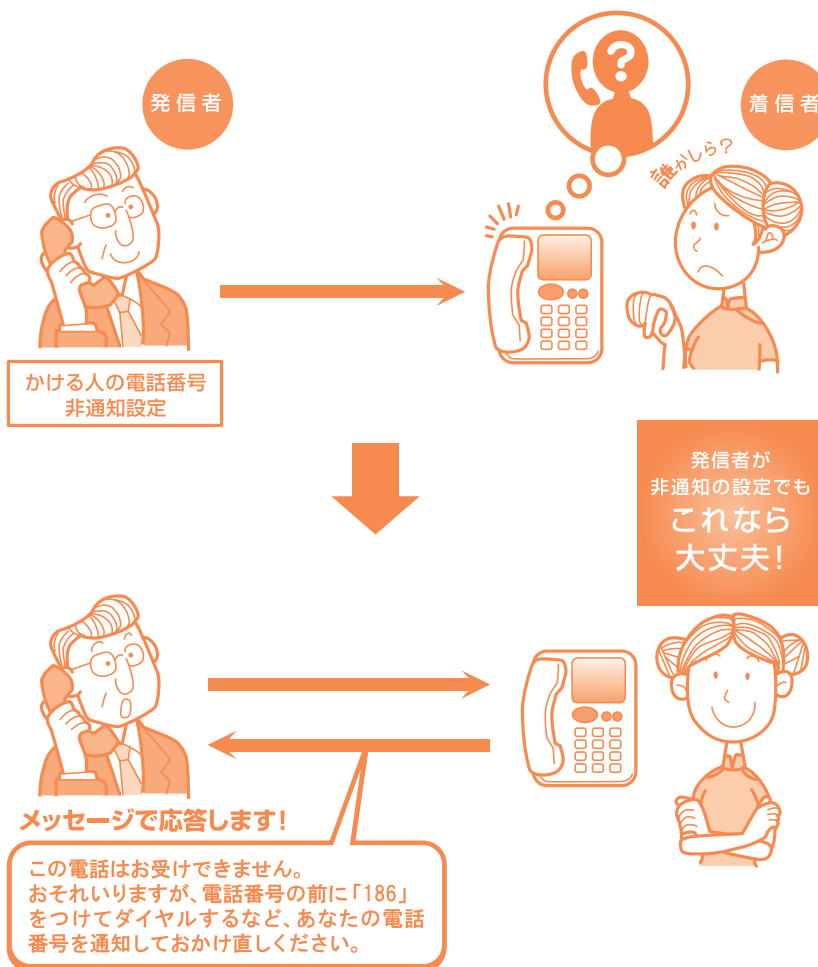 発信者
着信者
誰かしら?
かける人の電話番号
非通知設定
発信者が
非通知の設定でも
これなら
大丈夫!
メッセージで応答します!
この電話はお受けできません。
おそれいりますが、電話番号の前に「186」
をつけてダイヤルするなど、あなたの電話
番号を通知しておかけ直しください。